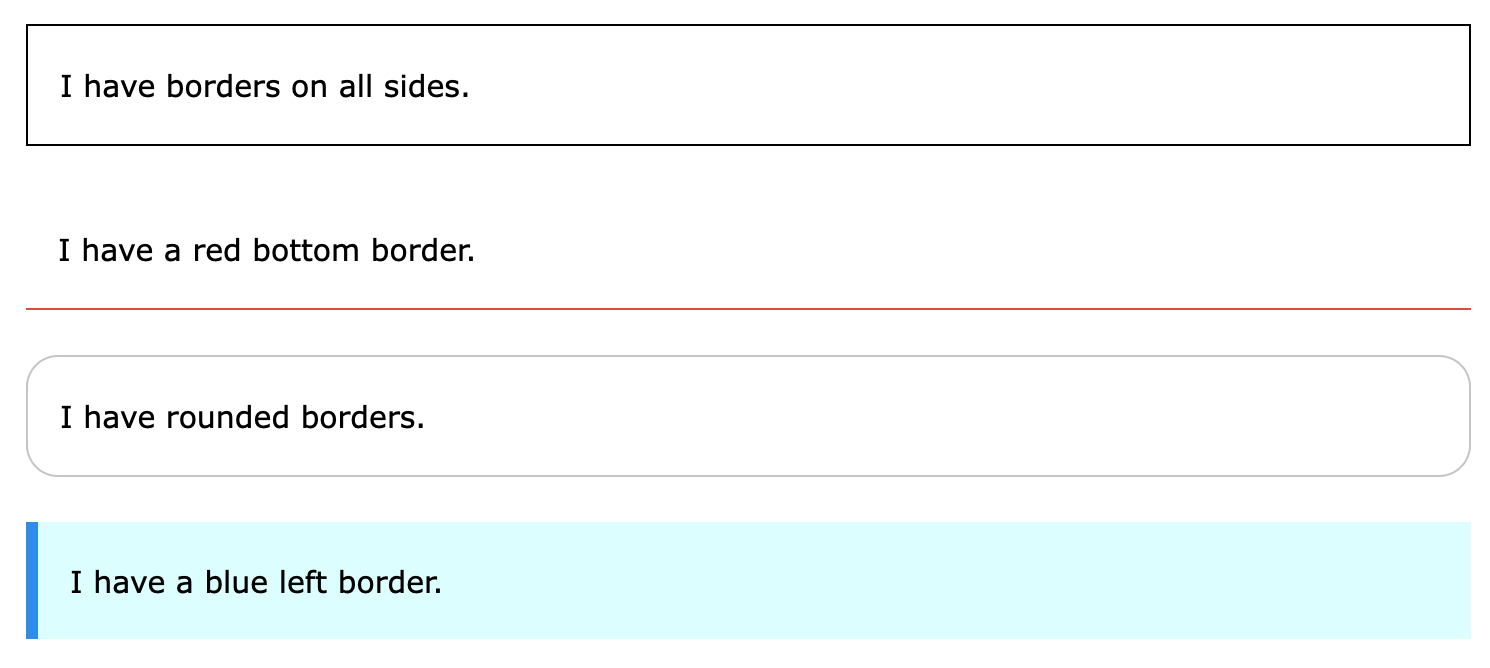 I have borders on all sides.
I have a red bottom border.
I have rounded borders.
I have a blue left border.